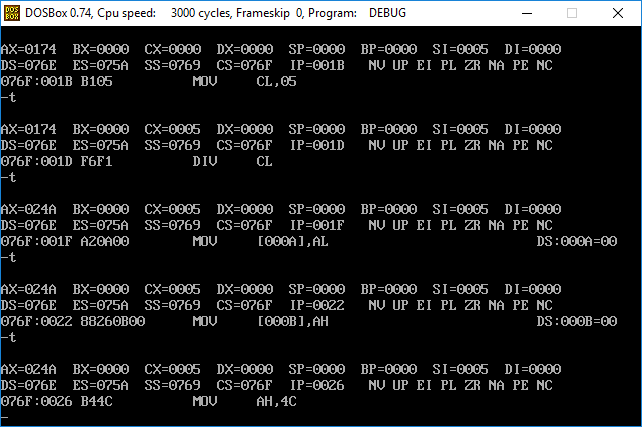 DOSBox 0.74, Cpu speed: 3000 cycles, Frameskip 0, Program: DEBUG
AX=0174 BX=0000 CX=0000 DX=0000 SP=0000 BP=0000 SI=0005 DI=0000
DS=076E ES=075A SS=0769 CS=076F IP=001B NV UP EI PL ZR NA PE NC
076F:001B B105 MOV CL,05
-t
AX=0174 BX=0000 CX=0005 DX=0000 SP=0000 BP=0000 SI=0005 DI=0000
DS=076E ES=075A SS=0769 CS=076F IP=001D NV UP EI PL ZR NA PE NC
076F:001D F6F1 DIV CL
-t
AX=024A BX=0000 CX=0005 DX=0000 SP=0000 BP=0000 SI=0005 DI=0000
DS=076E ES=075A SS=0769 CS=076F IP=001F NV UP EI PL ZR NA PE NC
076F:001F A20A00 MOV [000A],AL DS:000A=00
-t
AX=024A BX=0000 CX=0005 DX=0000 SP=0000 BP=0000 SI=0005 DI=0000
DS=076E ES=075A SS=0769 CS=076F IP=0022 NV UP EI PL ZR NA PE NC
076F:0022 88260B00 MOV [000B],AH DS:000B=00
-t
AX=024A BX=0000 CX=0005 DX=0000 SP=0000 BP=0000 SI=0005 DI=0000
DS=076E ES=075A SS=0769 CS=076F IP=0026 NV UP EI PL ZR NA PE NC
076F:0026 B44C MOV AH,4C
-